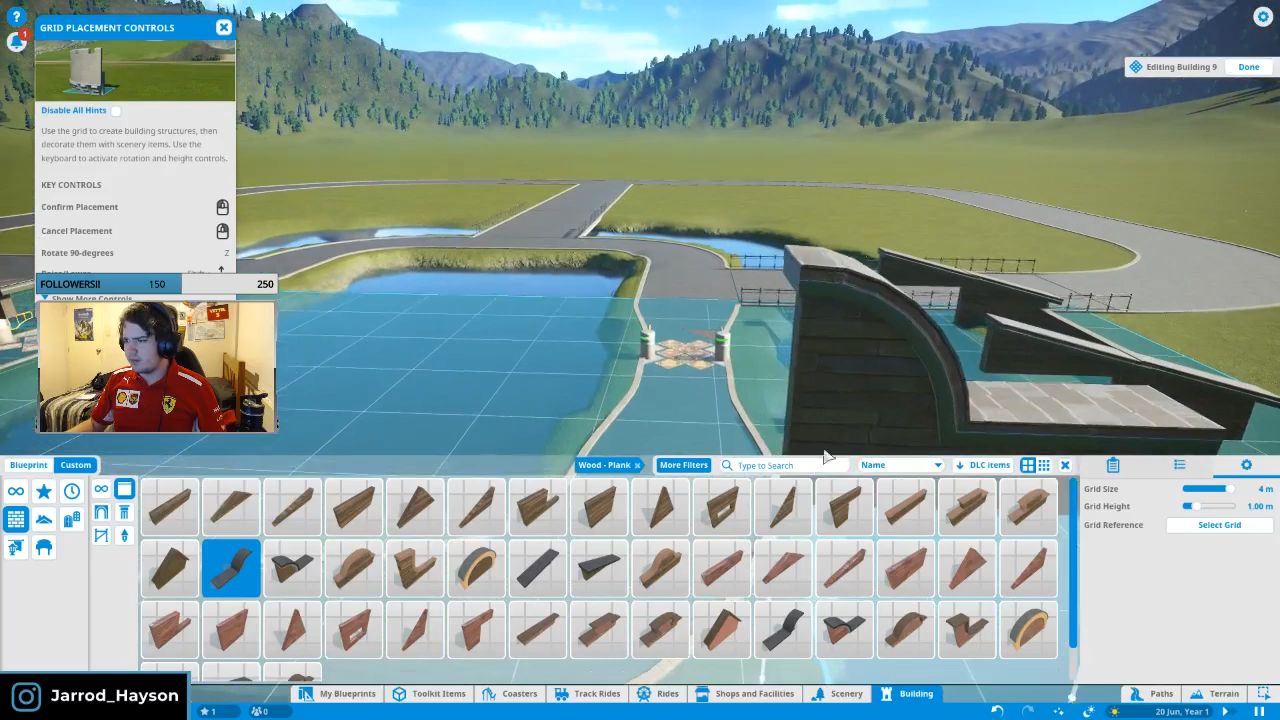 GRID PLACEMENT CONTROLS
1
Editing Building 9
Done
Disable All Hints
Use the grid to create building structures, then
decorate them with scenery items. Use the
keyboard to activate rotation and height controls.
KEY CONTROLS
Confirm Placement
Cancel Placement
Rotate 90-degrees
Z
FOLLOWERS!!
150
250
Show More Controls
Blueprint
Custom
Wood - Plank
More Filters
Type to Search
Name
DLC items
Grid Size
4 m
Grid Height
1.00 m
Grid Reference
Select Grid
Jarrod_Hayson
My Blueprints
Toolkit Items
Coasters
Track Rides
Rides
Shops and Facilities
Scenery
Building
Paths
Terrain
1
0
20 Jun, Year 1